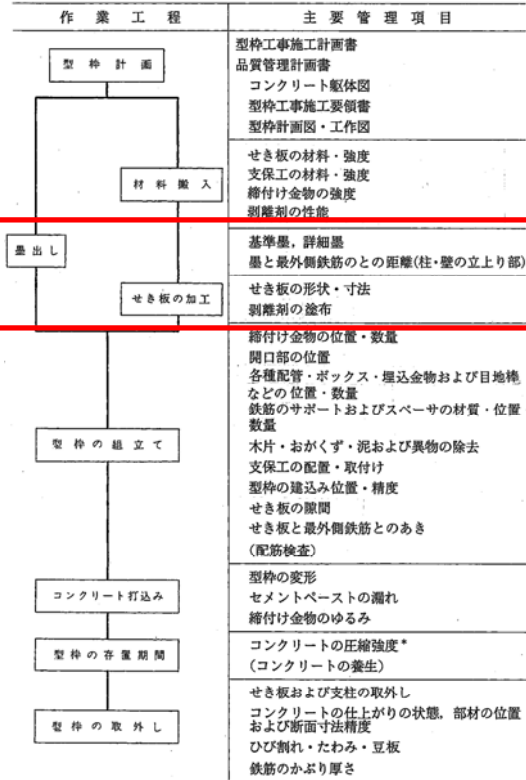 作業工程
主要管理項目
型枠計画
型枠工事施工計画書
品質管理計画書
コンクリート躯体図
型枠工事施工要領書
型枠計画図・工作図
材料搬入
せき板の材料・強度
支保工の材料・強度
締付け金物の強度
剥離剤の性能
墨出し
基準墨，詳細墨
墨と最外側鉄筋のとの距離(柱・壁の立上り部)
せき板の加工
せき板の形状・寸法
剥離剤の塗布
型枠の組立て
締付け金物の位置・数量
開口部の位置
各種配管・ボックス・埋込金物および目地棒
などの位置・数量
鉄筋のサポートおよびスペーサの材質・位置
数量
木片・おがくず・泥および異物の除去
支保工の配置・取付け
型枠の建込み位置・精度
せき板の隙間
せき板と最外側鉄筋とのあき
(配筋検査)
コンクリート打込み
型枠の変形
セメントペーストの漏れ
締付け金物のゆるみ
型枠の存置期間
コンクリートの圧縮強度*
(コンクリートの養生)
型枠の取外し
せき板および支柱の取外し
コンクリートの仕上がりの状態，部材の位置
および断面寸法精度
ひび割れ・たわみ・豆板
鉄筋のかぶり厚さ